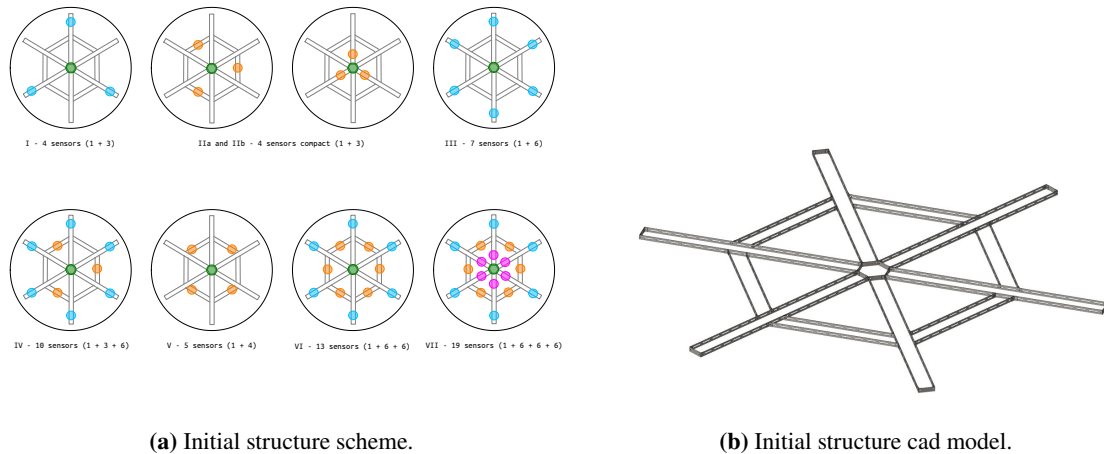 I - 4 sensors (1 + 3)
IIa and IIb - 4 sensors compact (1 + 3)
III - 7 sensors (1 + 6)
IV - 10 sensors (1 + 3 + 6)
V - 5 sensors (1 + 4)
VI - 13 sensors (1 + 6 + 6)
VII - 19 sensors (1 + 6 + 6 + 6)
(a) Initial structure scheme.
(b) Initial structure cad model.